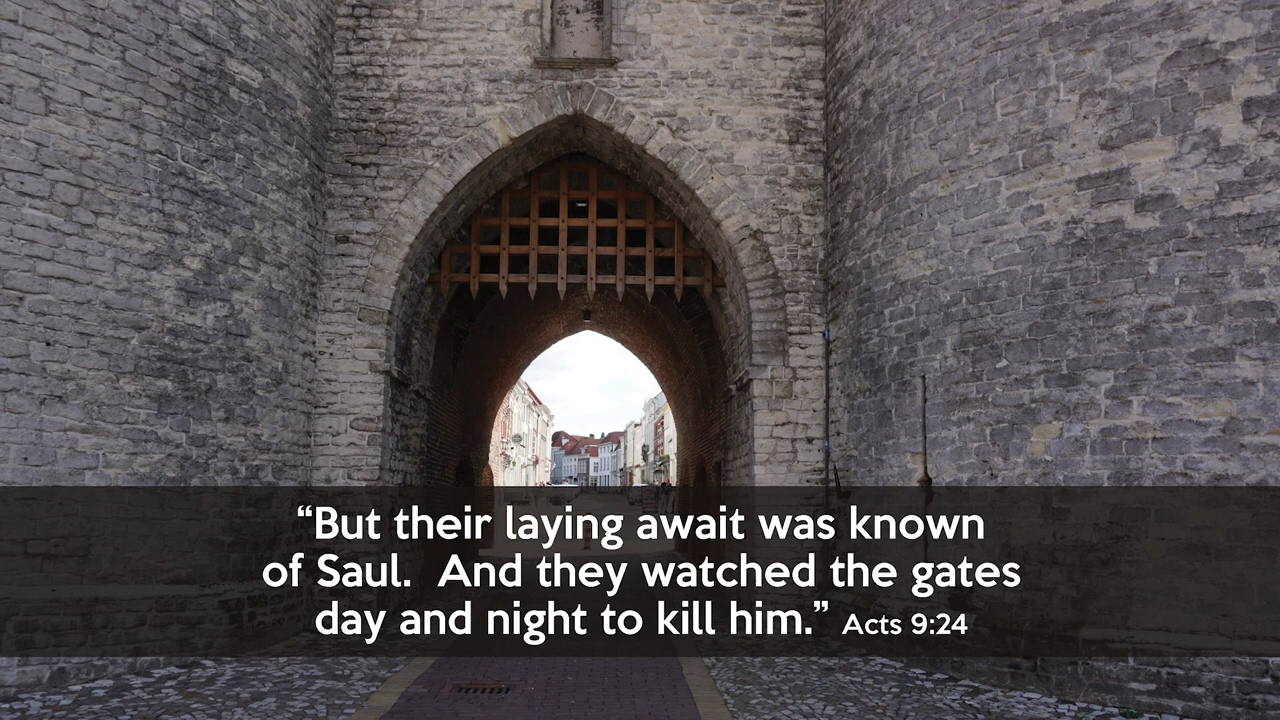 “But their laying await was known
of Saul.  And they watched the gates
day and night to kill him.” Acts 9:24